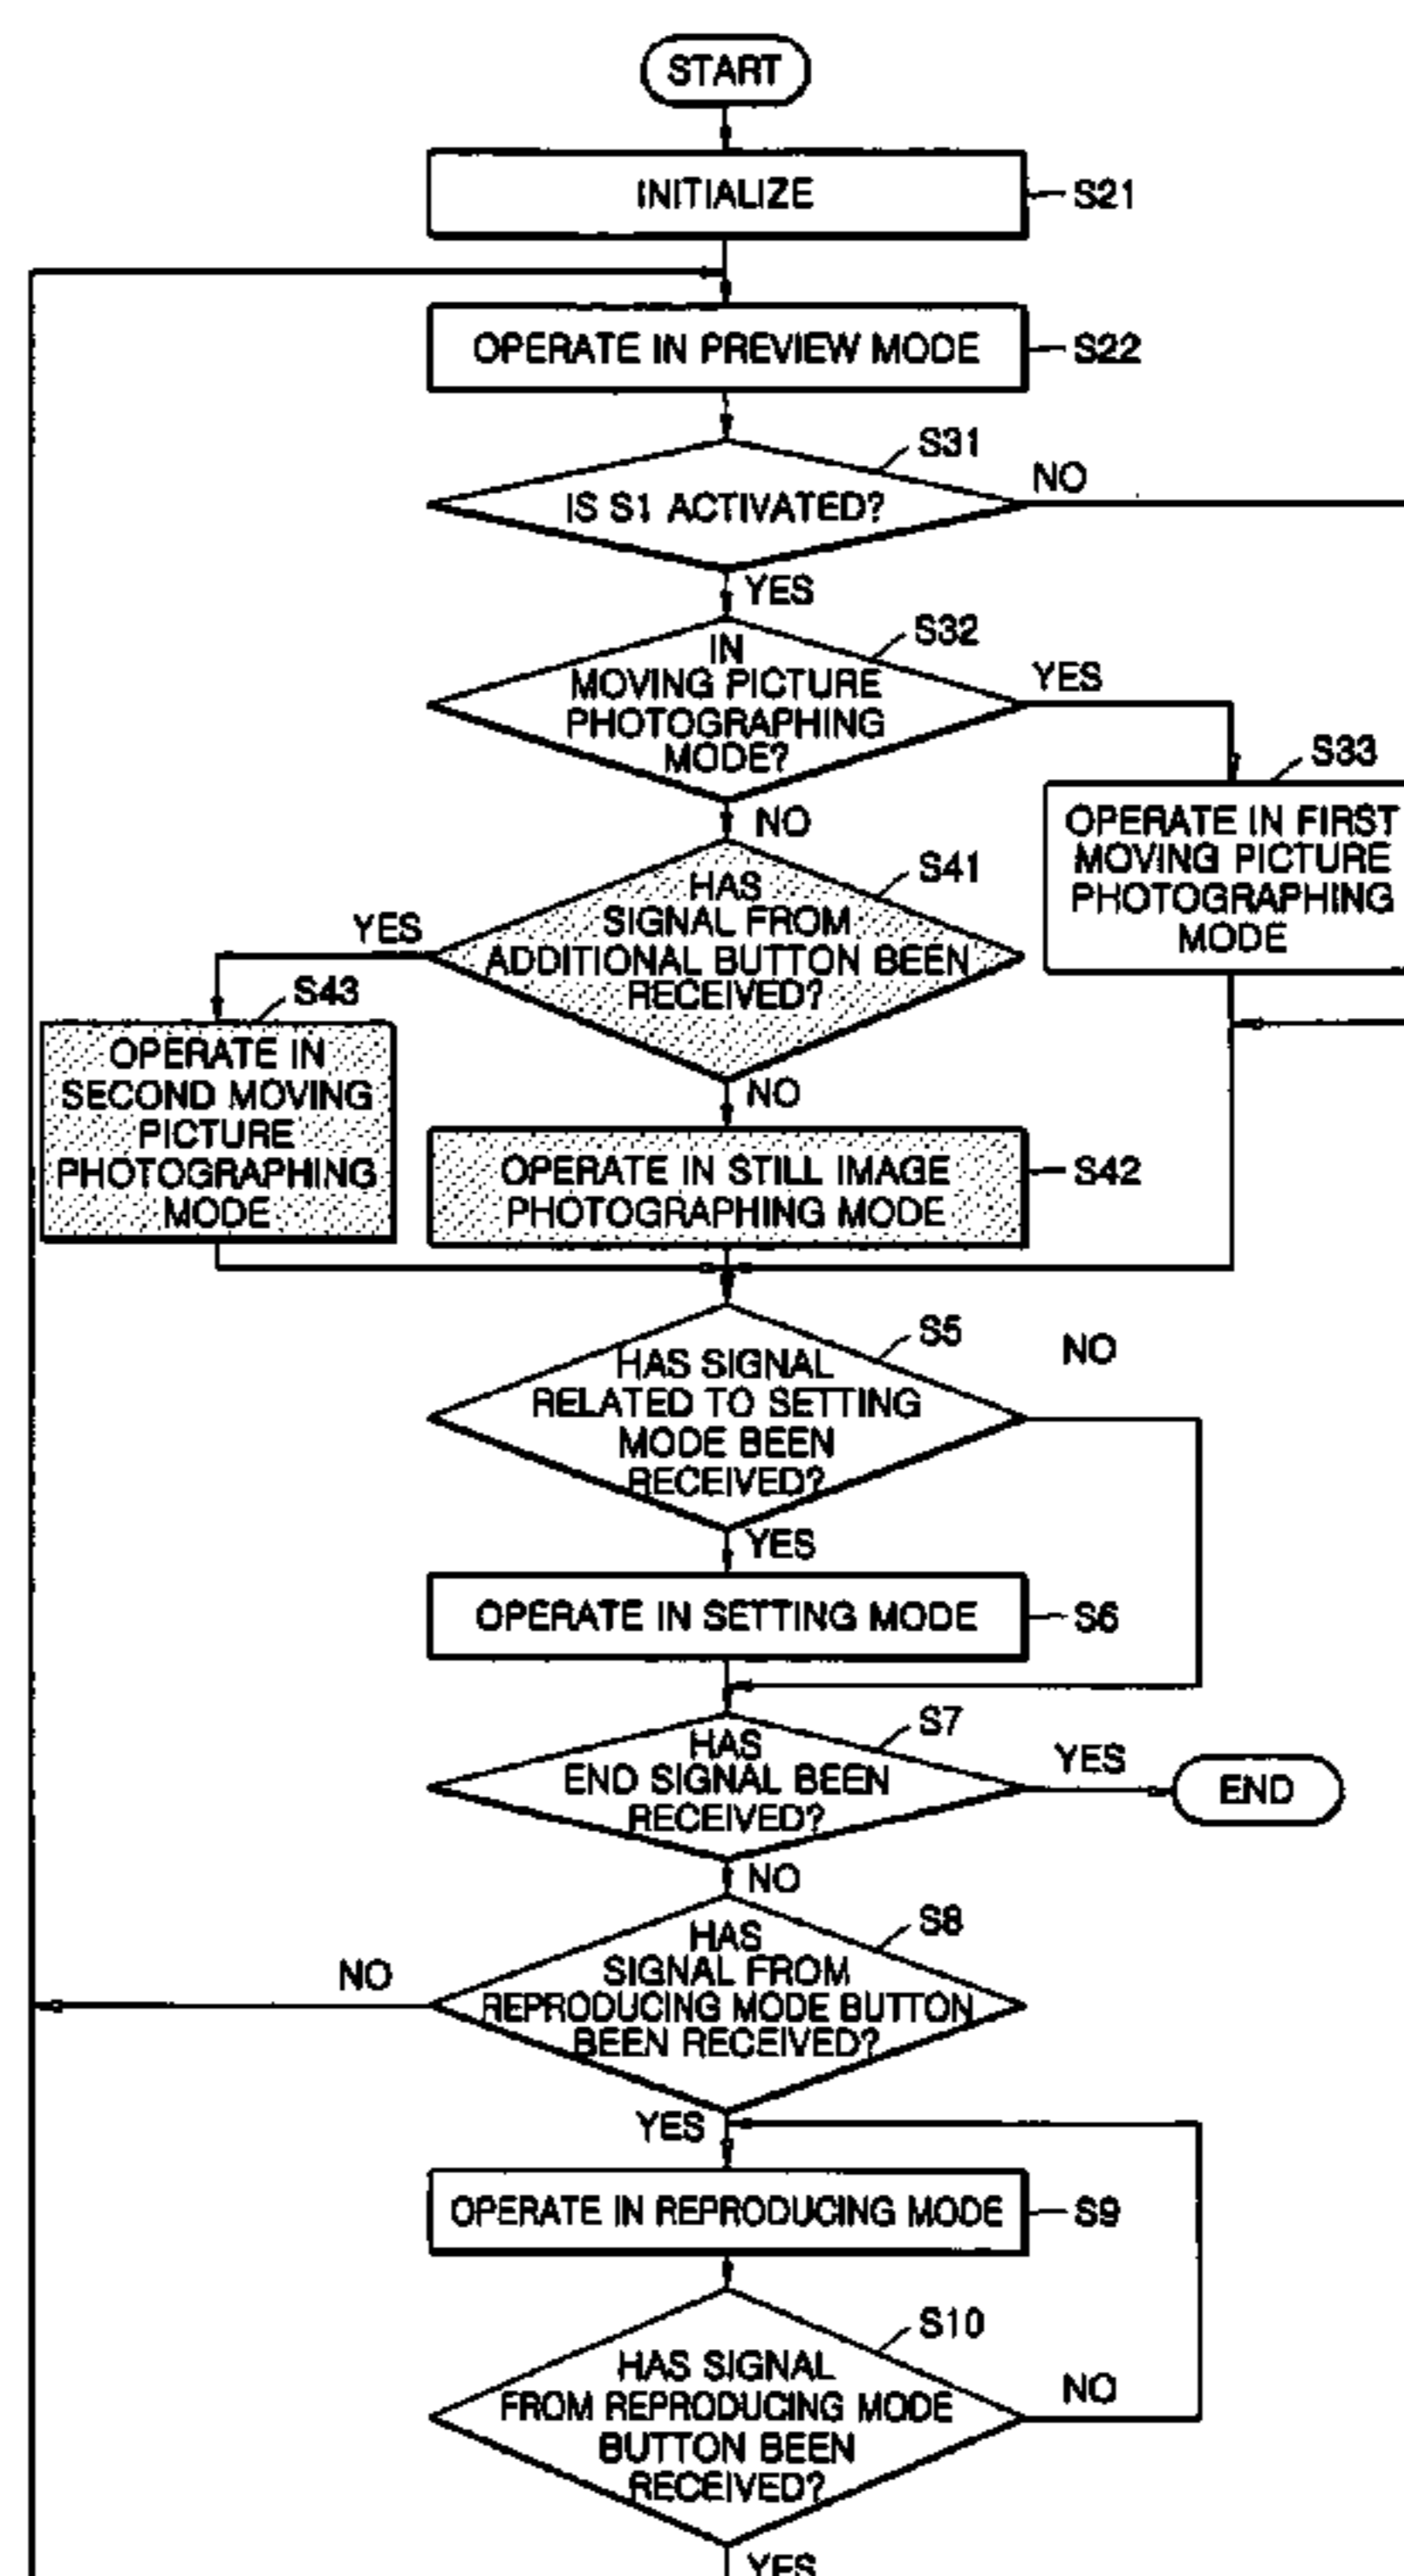 START
INITIALIZE
S21
OPERATE IN PREVIEW MODE
S22
S31
NO
IS S1 ACTIVATED?
YES
S32
IN
MOVING PICTURE
PHOTOGRAPHING
MODE?
YES
S33
OPERATE IN FIRST
MOVING PICTURE
PHOTOGRAPHING
MODE
NO
S41
HAS
SIGNAL FROM
ADDITIONAL BUTTON BEEN
RECEIVED?
YES
S43
OPERATE IN
SECOND MOVING
PICTURE
PHOTOGRAPHING
MODE
NO
OPERATE IN STILL IMAGE
PHOTOGRAPHING MODE
S42
S5
NO
HAS SIGNAL
RELATED TO SETTING
MODE BEEN
RECEIVED?
YES
OPERATE IN SETTING MODE
S6
S7
HAS
END SIGNAL BEEN
RECEIVED?
YES
END
NO
S8
HAS
SIGNAL FROM
REPRODUCING MODE BUTTON
BEEN RECEIVED?
NO
YES
OPERATE IN REPRODUCING MODE
S9
S10
HAS SIGNAL
FROM REPRODUCING MODE
BUTTON BEEN
RECEIVED?
NO
YES